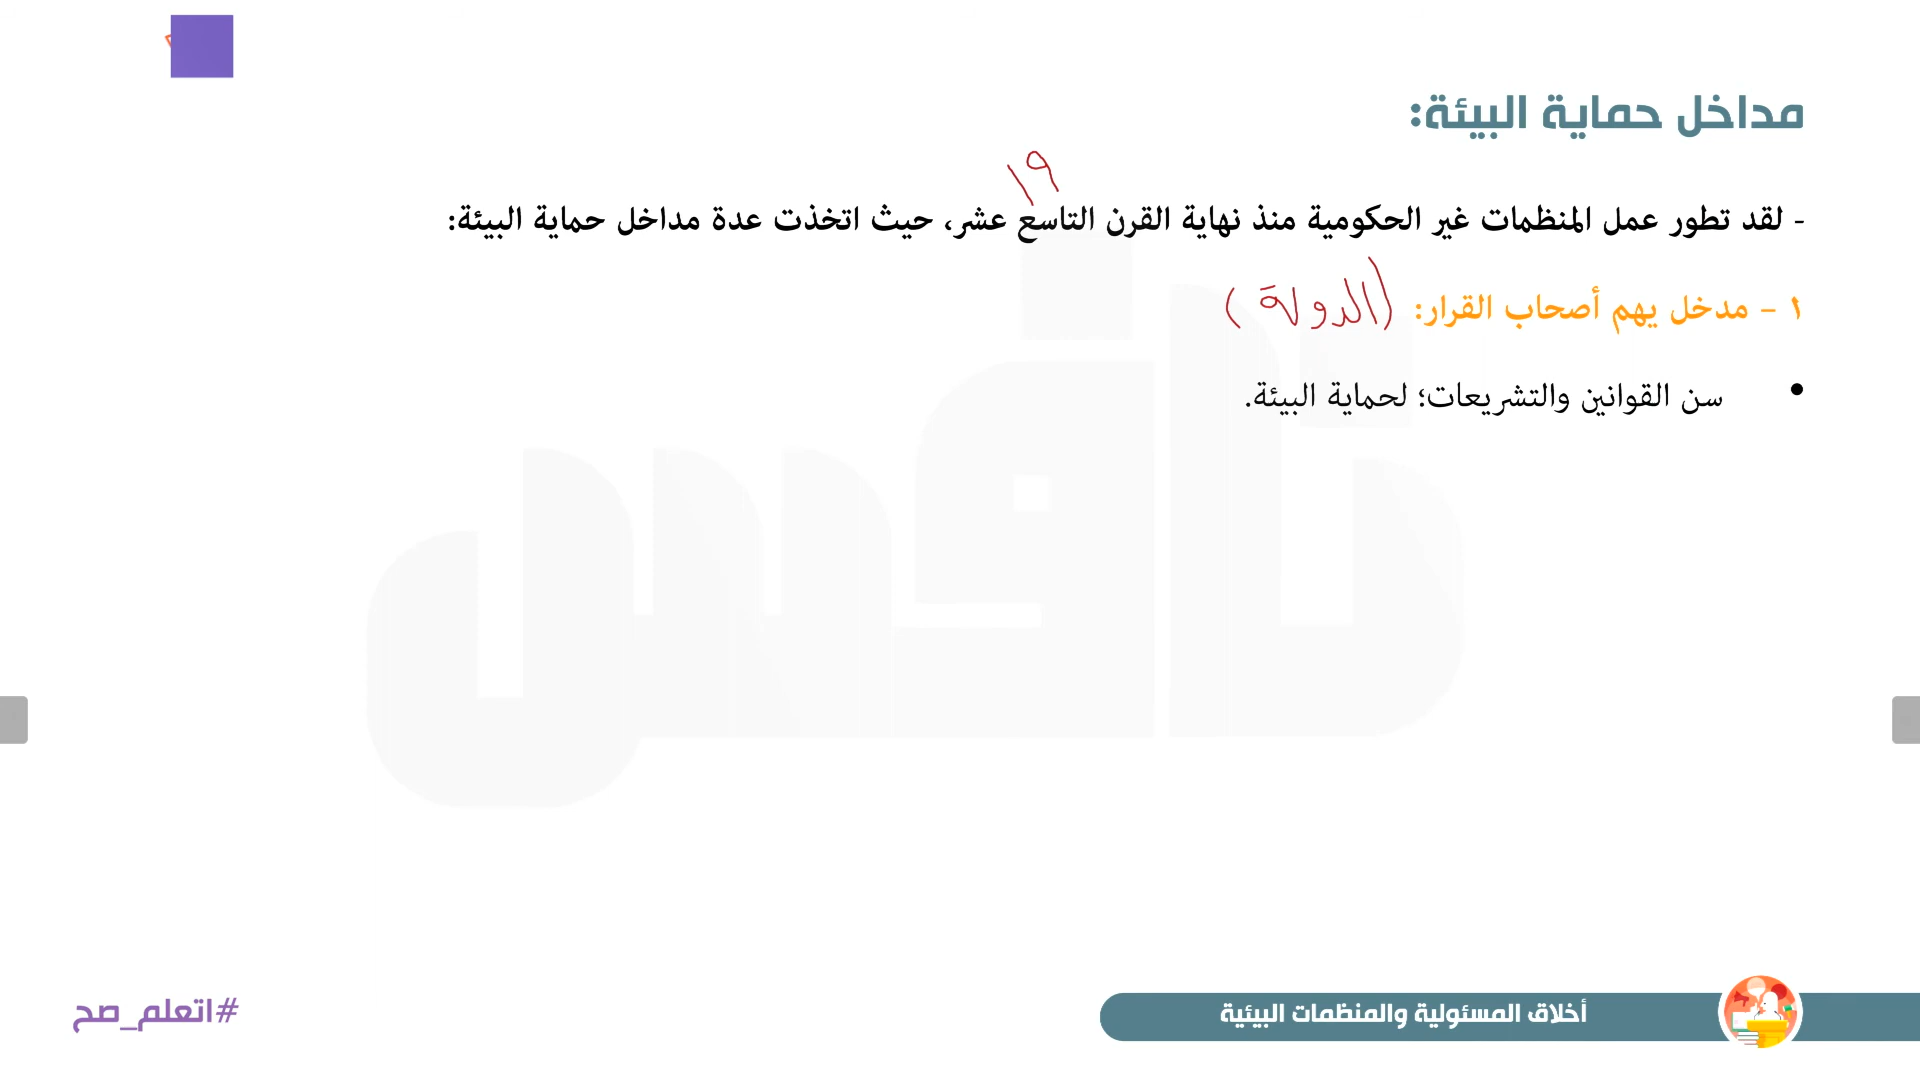 مداخل حماية البيئة:
١٩
- لقد تطور عمل المنظمات غير الحكومية منذ نهاية القرن التاسع عشر، حيث اتخذت عدة مداخل حماية البيئة:
١ - مدخل يهم أصحاب القرار: (الدولة)
• سن القوانين والتشريعات؛ لحماية البيئة.
نافس
أخلاق المسئولية والمنظمات البيئية
#اتعلم_صح